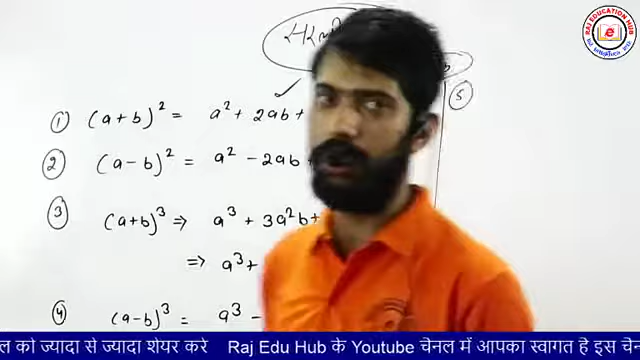 RAJ EDUCATION HUB
① (a+b)² = a² + 2ab +
② (a-b)² = a² - 2ab
③ (a+b)³ ⇒ a³ + 3a²b +
⇒ a³ +
④ (a-b)³ = a³ -
⑤
ल को ज्यादा से ज्यादा शेयर करे Raj Edu Hub के Youtube चेनल में आपका स्वागत हे इस चेन